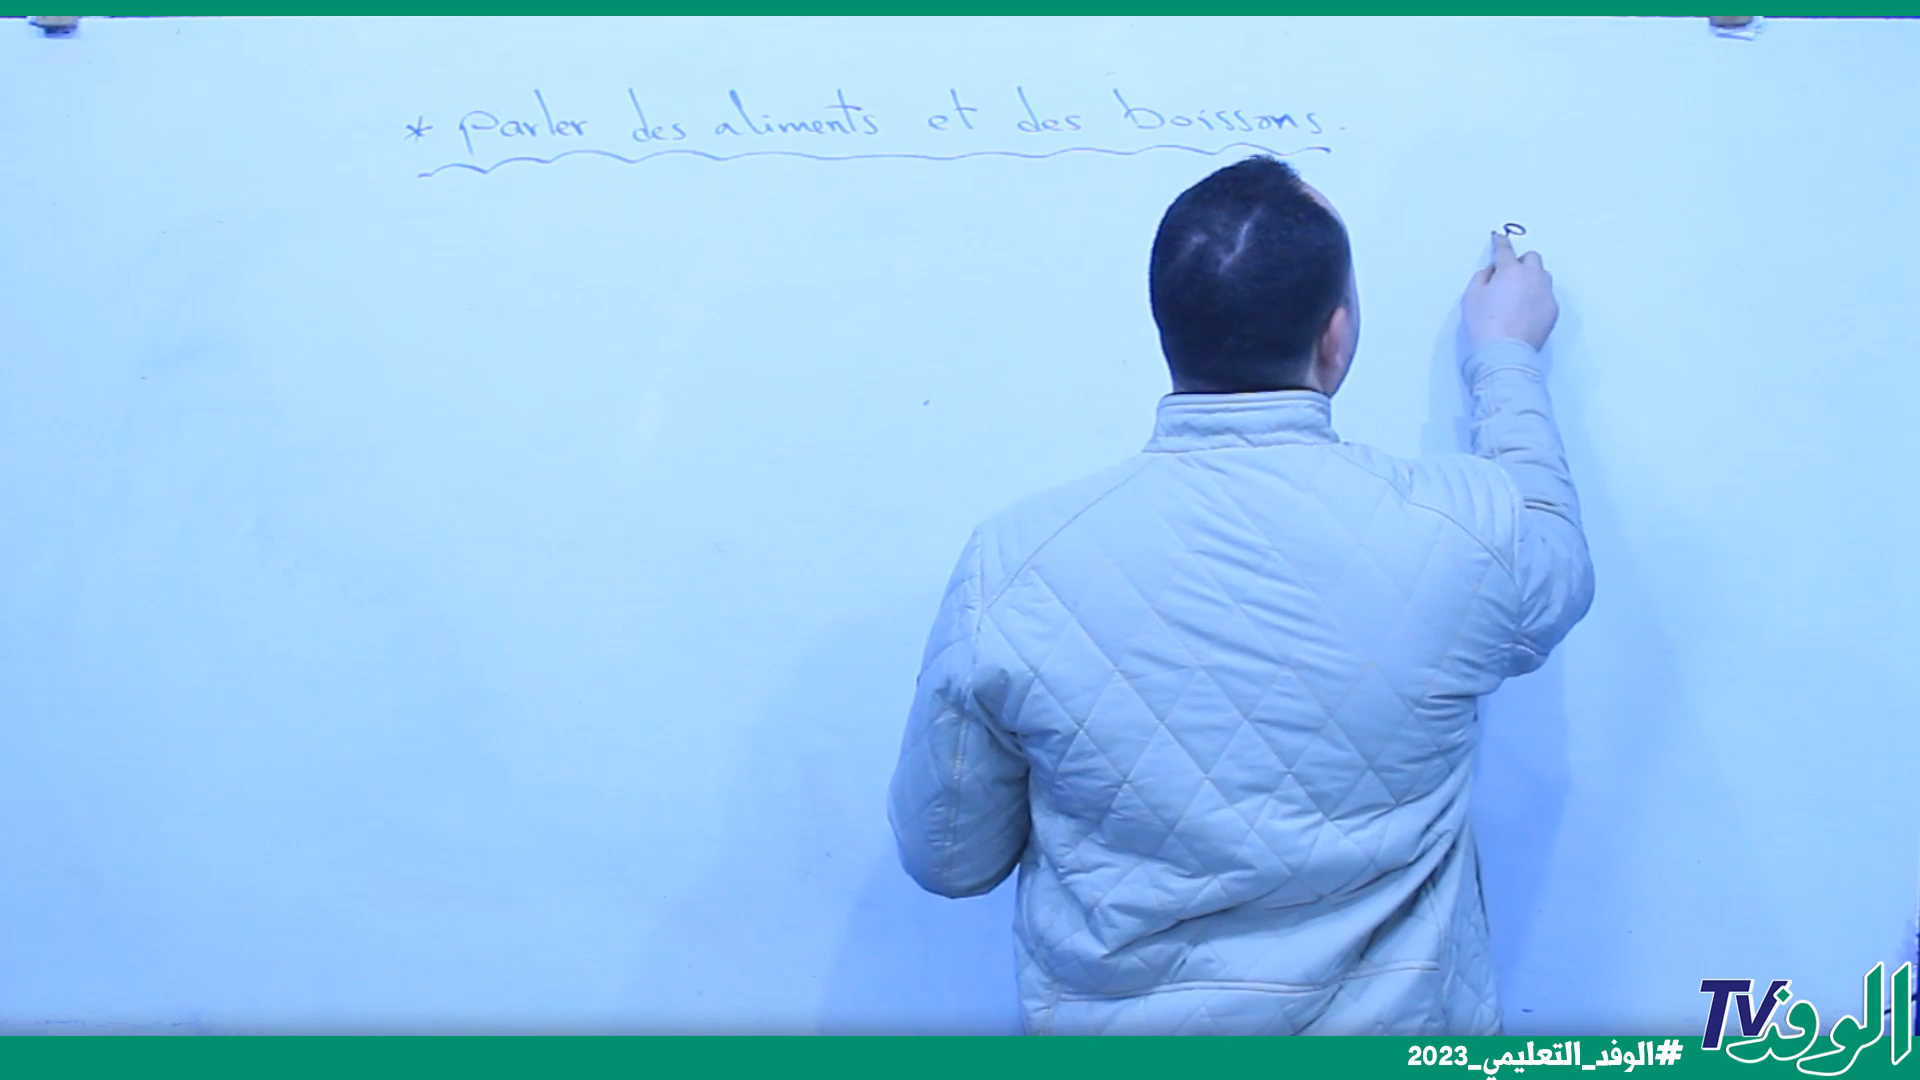 * Parler des aliments et des boissons.
الوفد TV
#الوفد_التعليمي_2023